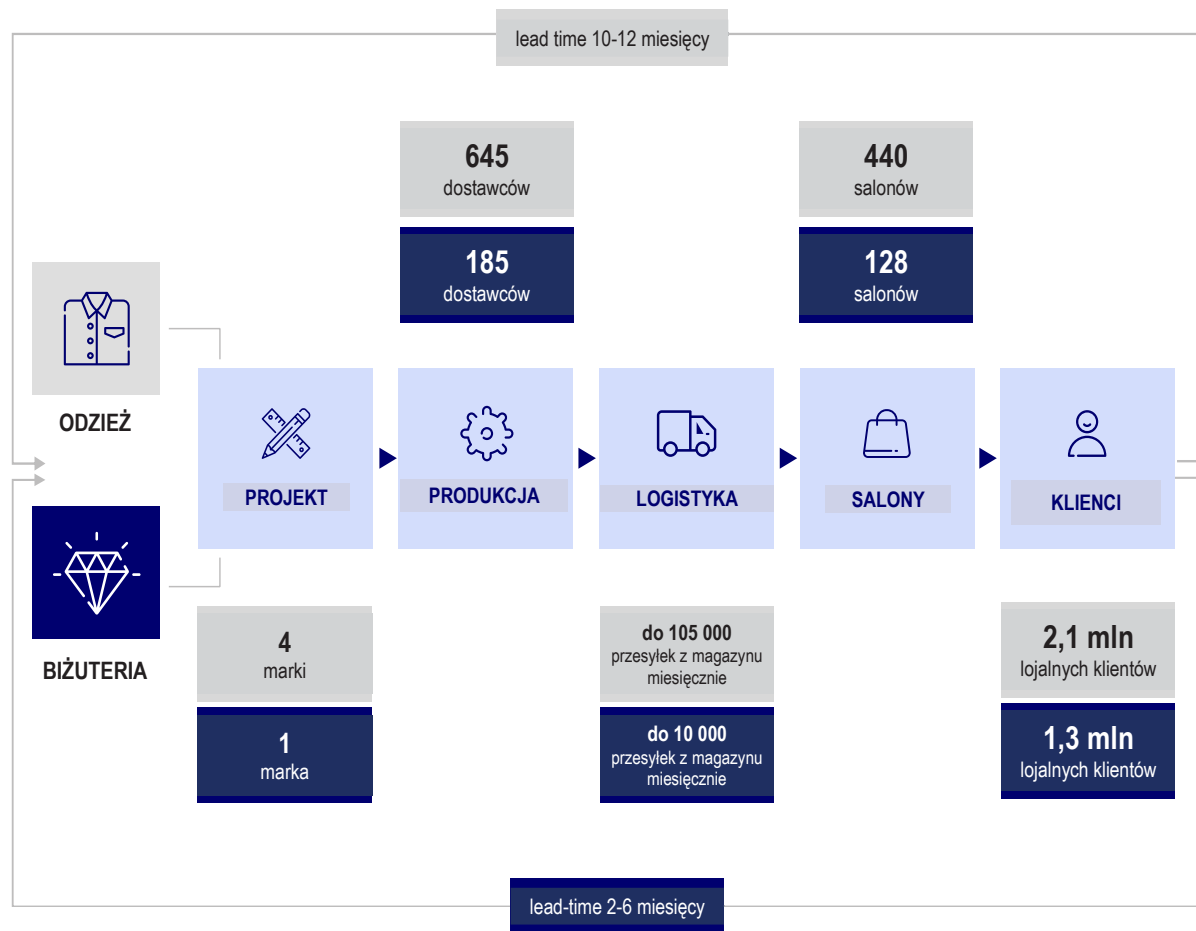 lead time 10-12 miesięcy
645
dostawców
440
salonów
185
dostawców
128
salonów
ODZIEŻ
PROJEKT
PRODUKCJA
LOGISTYKA
SALONY
KLIENCI
BIŻUTERIA
4
marki
do 105 000
przesyłek z magazynu
miesięcznie
2,1 mln
lojalnych klientów
1
marka
do 10 000
przesyłek z magazynu
miesięcznie
1,3 mln
lojalnych klientów
lead-time 2-6 miesięcy